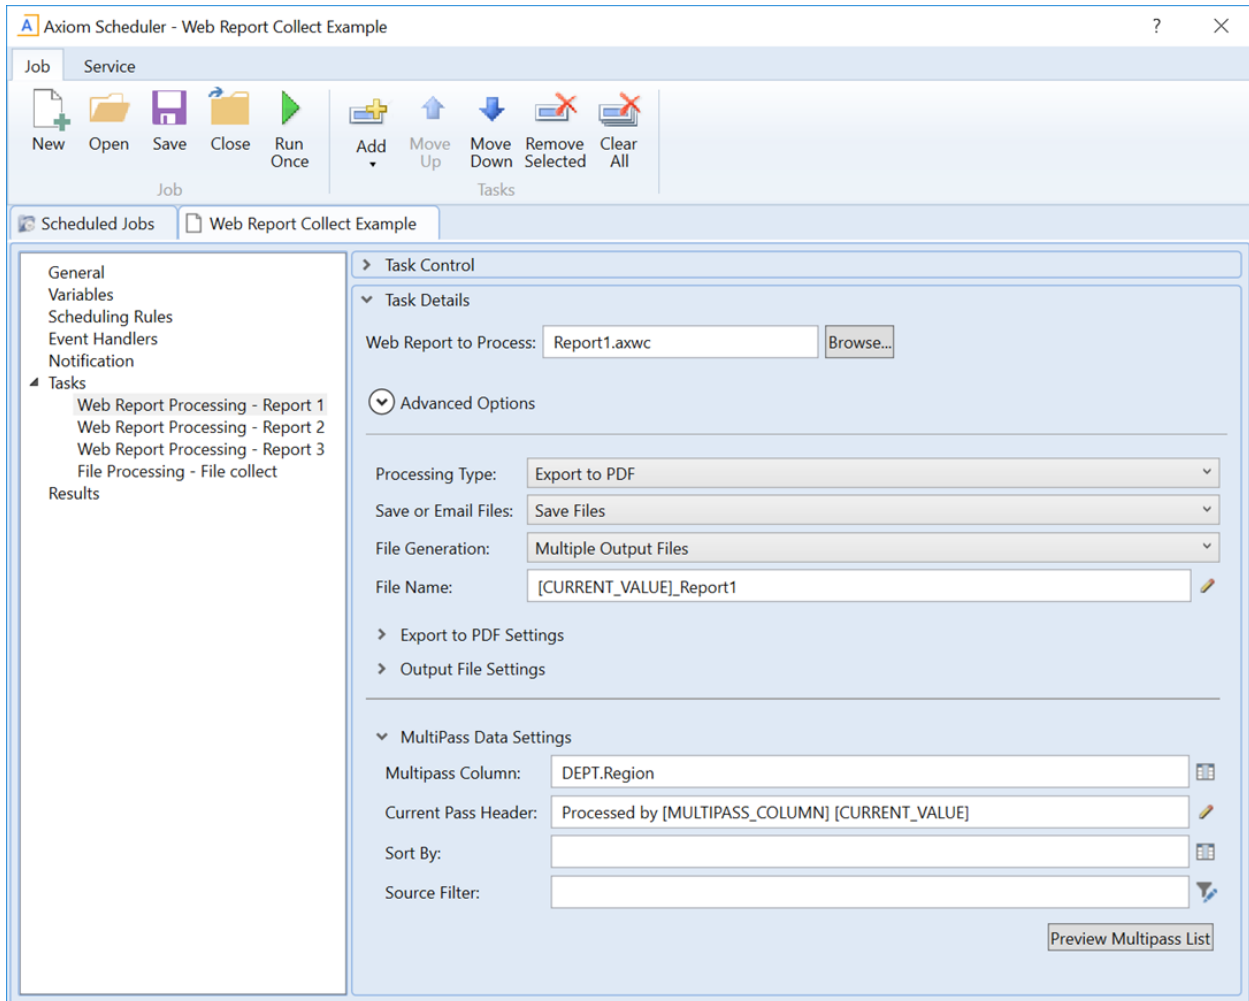 A Axiom Scheduler - Web Report Collect Example ?
Job Service
New Open Save Close Run Once Add Move Up Move Down Remove Selected Clear All
Job Tasks
Scheduled Jobs Web Report Collect Example
General
Variables
Scheduling Rules
Event Handlers
Notification
Tasks
Web Report Processing - Report 1
Web Report Processing - Report 2
Web Report Processing - Report 3
File Processing - File collect
Results
Task Control
Task Details
Web Report to Process: Report1.axwc Browse...
Advanced Options
Processing Type: Export to PDF
Save or Email Files: Save Files
File Generation: Multiple Output Files
File Name: [CURRENT_VALUE]_Report1
Export to PDF Settings
Output File Settings
MultiPass Data Settings
Multipass Column: DEPT.Region
Current Pass Header: Processed by [MULTIPASS_COLUMN] [CURRENT_VALUE]
Sort By:
Source Filter:
Preview Multipass List